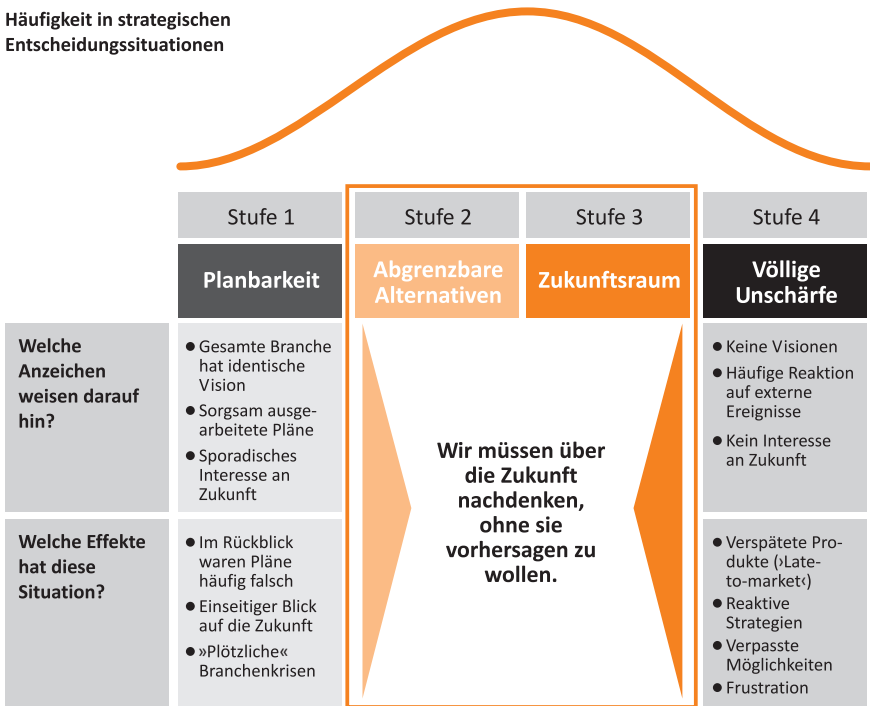 Häufigkeit in strategischen
Entscheidungssituationen
Stufe 1
Stufe 2
Stufe 3
Stufe 4
Planbarkeit
Abgrenzbare
Alternativen
Zukunftsraum
Völlige
Unschärfe
Welche
Anzeichen
weisen darauf
hin?
● Gesamte Branche
hat identische
Vision
● Sorgsam ausge-
arbeitete Pläne
● Sporadisches
Interesse an
Zukunft
Wir müssen über
die Zukunft
nachdenken,
ohne sie
vorhersagen zu
wollen.
● Keine Visionen
● Häufige Reaktion
auf externe
Ereignisse
● Kein Interesse
an Zukunft
Welche Effekte
hat diese
Situation?
● Im Rückblick
waren Pläne
häufig falsch
● Einseitiger Blick
auf die Zukunft
● »Plötzliche«
Branchenkrisen
● Verspätete Pro-
dukte (›Late-
to-market‹)
● Reaktive
Strategien
● Verpasste
Möglichkeiten
● Frustration